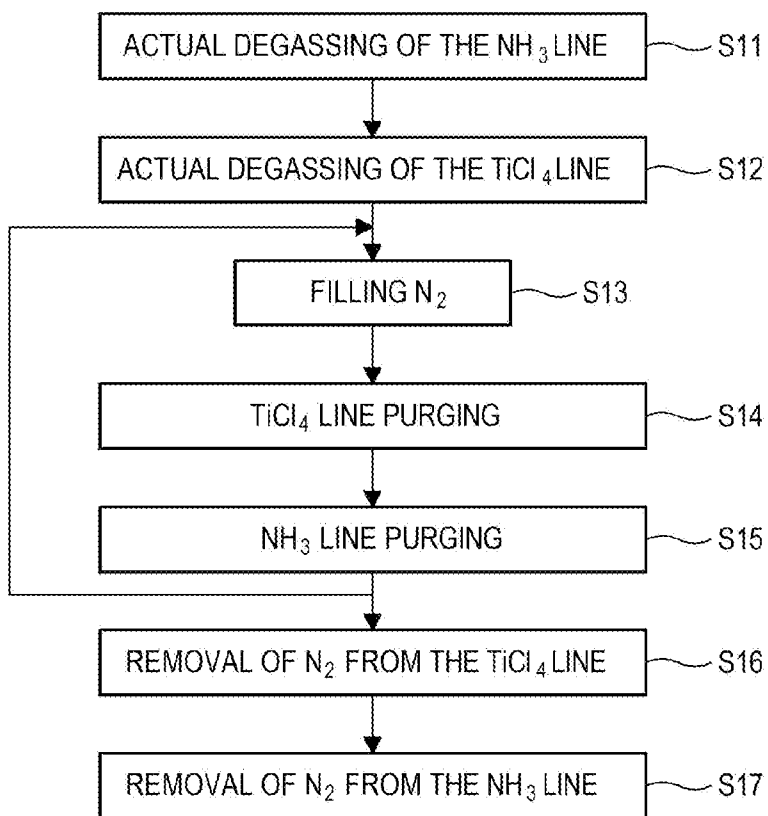 ACTUAL DEGASSING OF THE NH₃ LINE S11
ACTUAL DEGASSING OF THE TiCl₄ LINE S12
FILLING N₂ S13
TiCl₄ LINE PURGING S14
NH₃ LINE PURGING S15
REMOVAL OF N₂ FROM THE TiCl₄ LINE S16
REMOVAL OF N₂ FROM THE NH₃ LINE S17